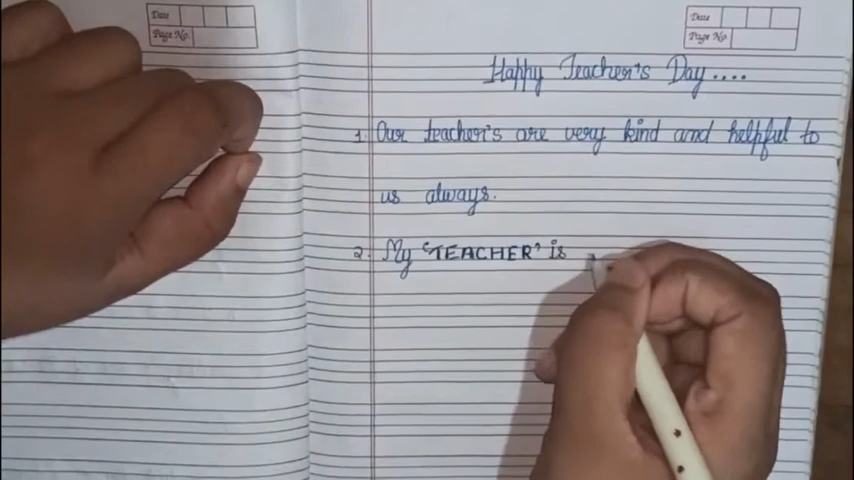 Date
Page No.
Date
Page No.
Happy Teacher's Day....
1. Our teacher's are very kind and helpful to
us always.
2. My 'TEACHER' is